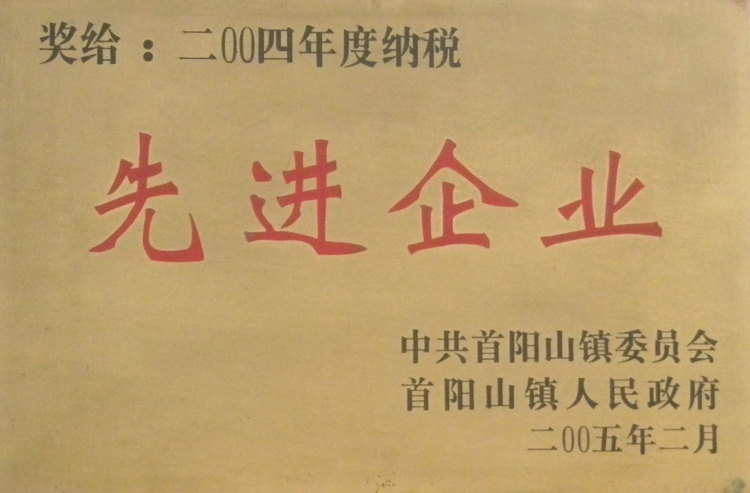 奖给：二00四年度纳税
先进企业
中共首阳山镇委员会
首阳山镇人民政府
二00五年二月